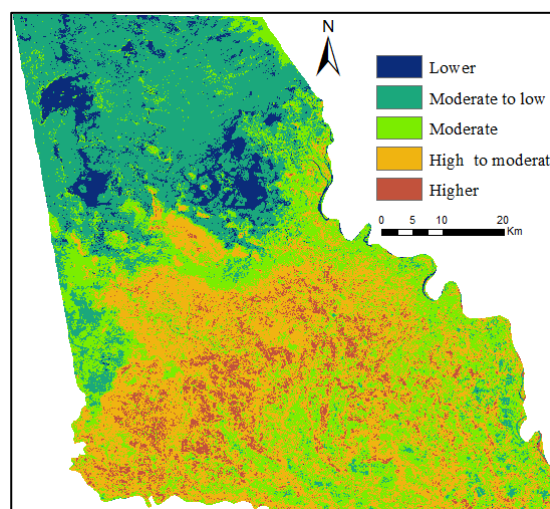 N
Lower
Moderate to low
Moderate
High to moderat
Higher
0 5 10 20
Km